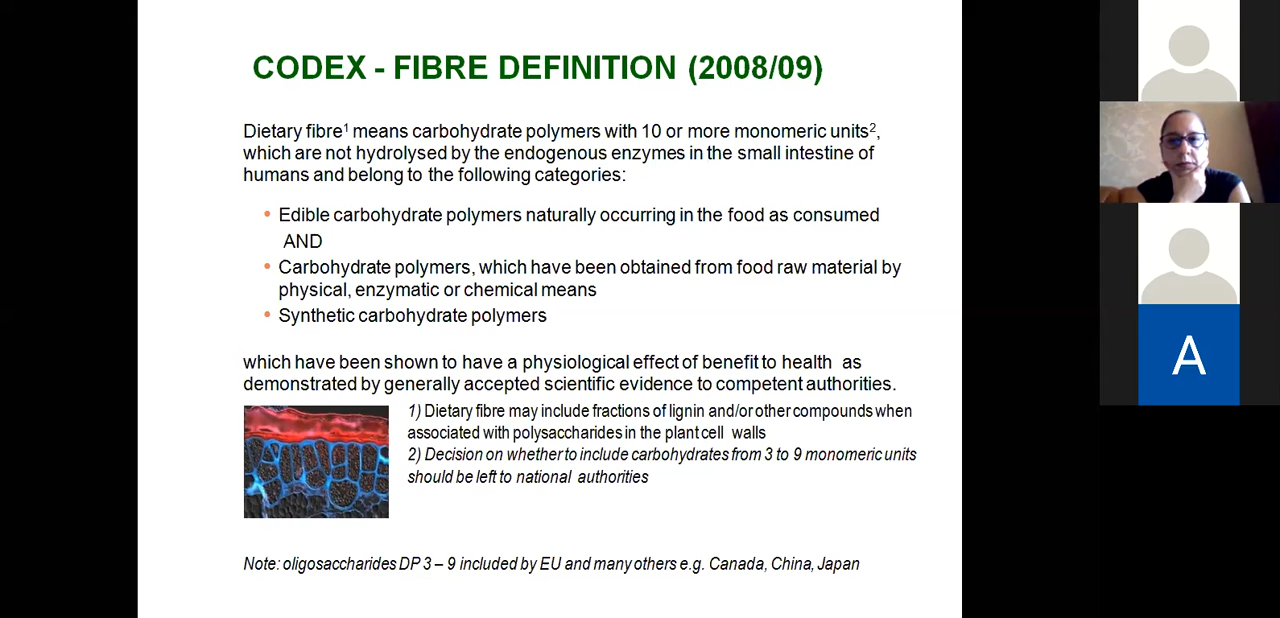 CODEX - FIBRE DEFINITION (2008/09)
Dietary fibre¹ means carbohydrate polymers with 10 or more monomeric units²,
which are not hydrolysed by the endogenous enzymes in the small intestine of
humans and belong to the following categories:
• Edible carbohydrate polymers naturally occurring in the food as consumed
AND
• Carbohydrate polymers, which have been obtained from food raw material by
physical, enzymatic or chemical means
• Synthetic carbohydrate polymers
which have been shown to have a physiological effect of benefit to health as
demonstrated by generally accepted scientific evidence to competent authorities.
1) Dietary fibre may include fractions of lignin and/or other compounds when
associated with polysaccharides in the plant cell walls
2) Decision on whether to include carbohydrates from 3 to 9 monomeric units
should be left to national authorities
Note: oligosaccharides DP 3 – 9 included by EU and many others e.g. Canada, China, Japan
A